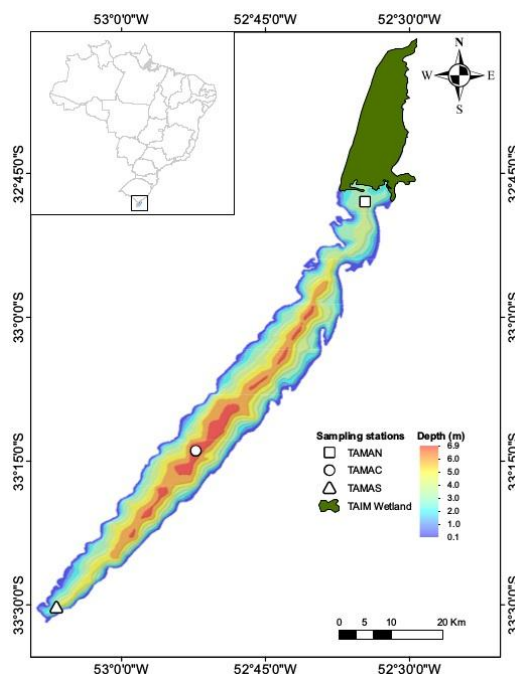 53°0'0"W 52°45'0"W 52°30'0"W
N
W E
S
32°45'0"S 32°45'0"S
33°0'0"S 33°0'0"S
33°15'0"S 33°15'0"S
33°30'0"S 33°30'0"S
Sampling stations Depth (m)
TAMAN
TAMAC
TAMAS
TAIM Wetland
6.9
6.0
5.0
4.0
3.0
2.0
1.0
0.1
0 5 10 20 Km
53°0'0"W 52°45'0"W 52°30'0"W